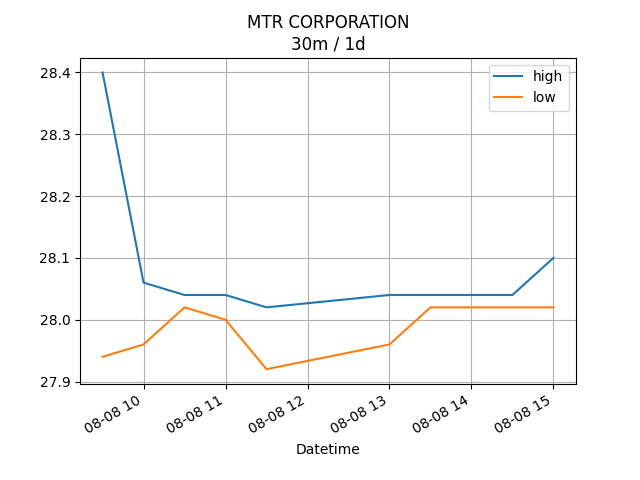 MTR CORPORATION
30m / 1d
high
low
28.4
28.3
28.2
28.1
28.0
27.9
08-08 10
08-08 11
08-08 12
08-08 13
08-08 14
08-08 15
Datetime